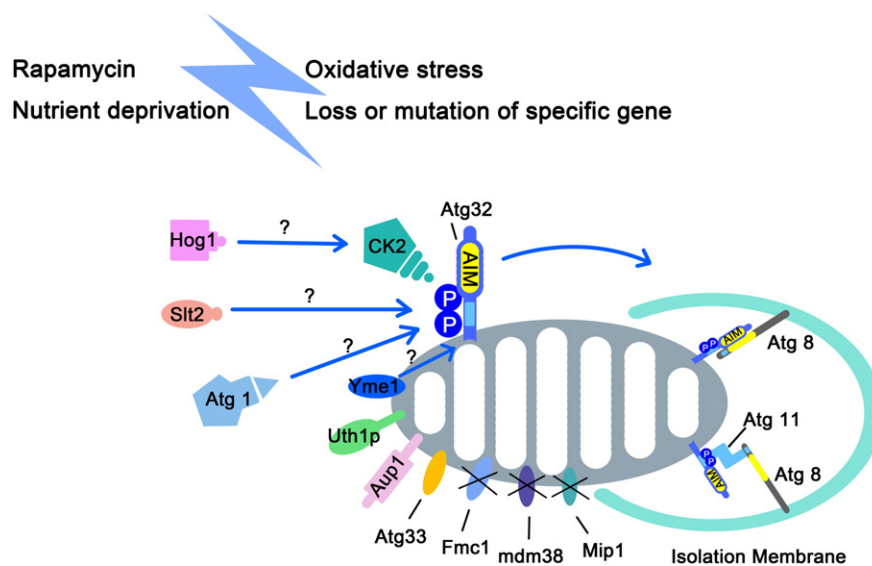 Rapamycin
Oxidative stress
Nutrient deprivation
Loss or mutation of specific gene
Atg32
Hog1
?
CK2
AIM
P
P
Slt2
?
Atg 1
?
?
Yme1
Uth1p
Aup1
Atg33
Fmc1
mdm38
Mip1
P
P
AIM
Atg 8
Atg 11
P
P
AIM
Atg 8
Isolation Membrane